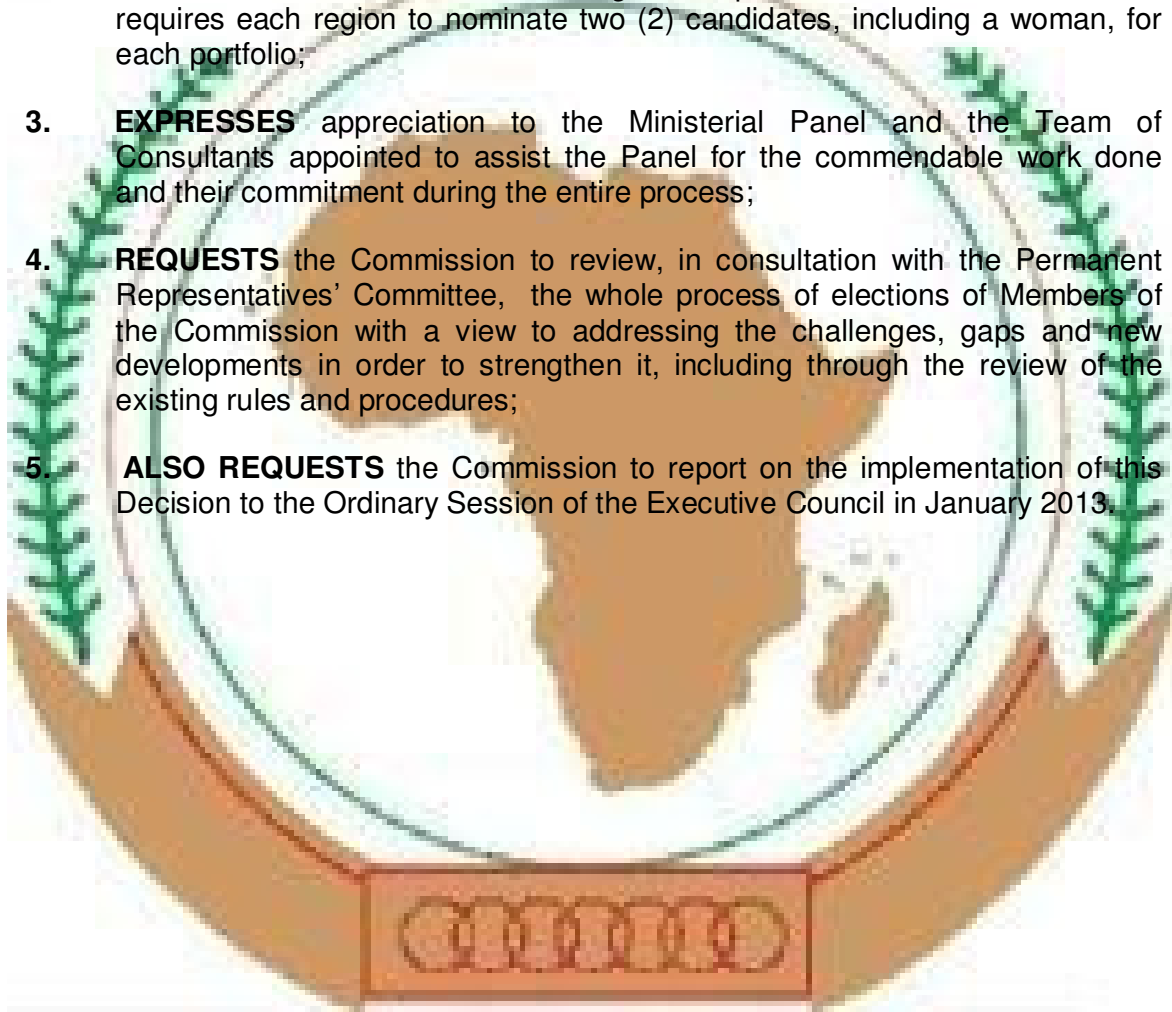 requires each region to nominate two (2) candidates, including a woman, for
each portfolio;
3. EXPRESSES appreciation to the Ministerial Panel and the Team of
Consultants appointed to assist the Panel for the commendable work done
and their commitment during the entire process;
4. REQUESTS the Commission to review, in consultation with the Permanent
Representatives’ Committee, the whole process of elections of Members of
the Commission with a view to addressing the challenges, gaps and new
developments in order to strengthen it, including through the review of the
existing rules and procedures;
5. ALSO REQUESTS the Commission to report on the implementation of this
Decision to the Ordinary Session of the Executive Council in January 2013.